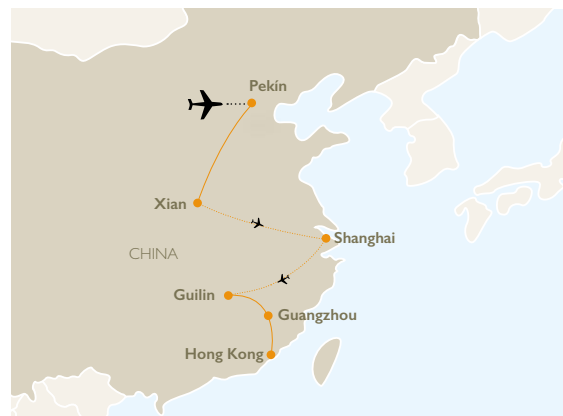 Pekín
Xian
Shanghai
CHINA
Guilin
Guangzhou
Hong Kong